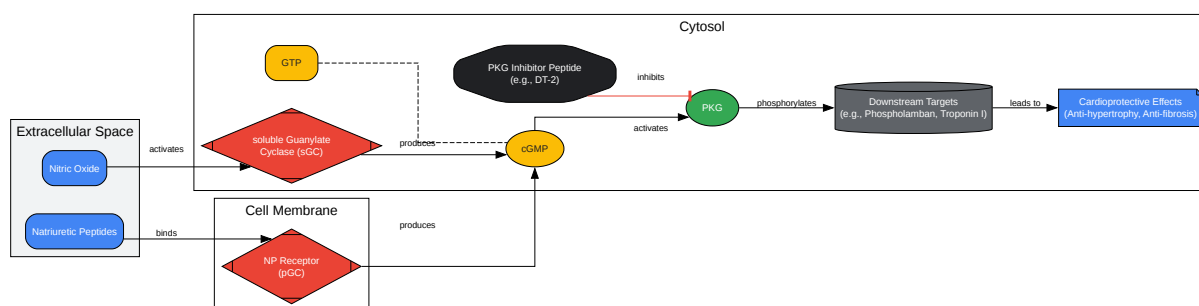 Cytosol
GTP
PKG Inhibitor Peptide
(e.g., DT-2)
inhibits
PKG
phosphorylates
Downstream Targets
(e.g., Phospholamban, Troponin I)
leads to
Cardioprotective Effects
(Anti-hypertrophy, Anti-fibrosis)
Extracellular Space
Nitric Oxide
activates
soluble Guanylate
Cyclase (sGC)
produces
cGMP
activates
Natriuretic Peptides
binds
Cell Membrane
NP Receptor
(pGC)
produces